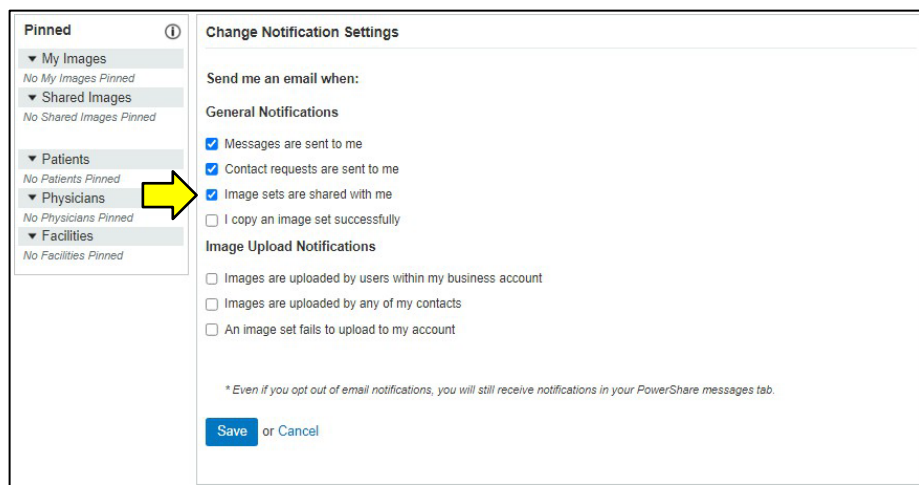 Pinned
My Images
No My Images Pinned
Shared Images
No Shared Images Pinned
Patients
No Patients Pinned
Physicians
No Physicians Pinned
Facilities
No Facilities Pinned
Change Notification Settings
Send me an email when:
General Notifications
Messages are sent to me
Contact requests are sent to me
Image sets are shared with me
I copy an image set successfully
Image Upload Notifications
Images are uploaded by users within my business account
Images are uploaded by any of my contacts
An image set fails to upload to my account
* Even if you opt out of email notifications, you will still receive notifications in your PowerShare messages tab.
Save or Cancel